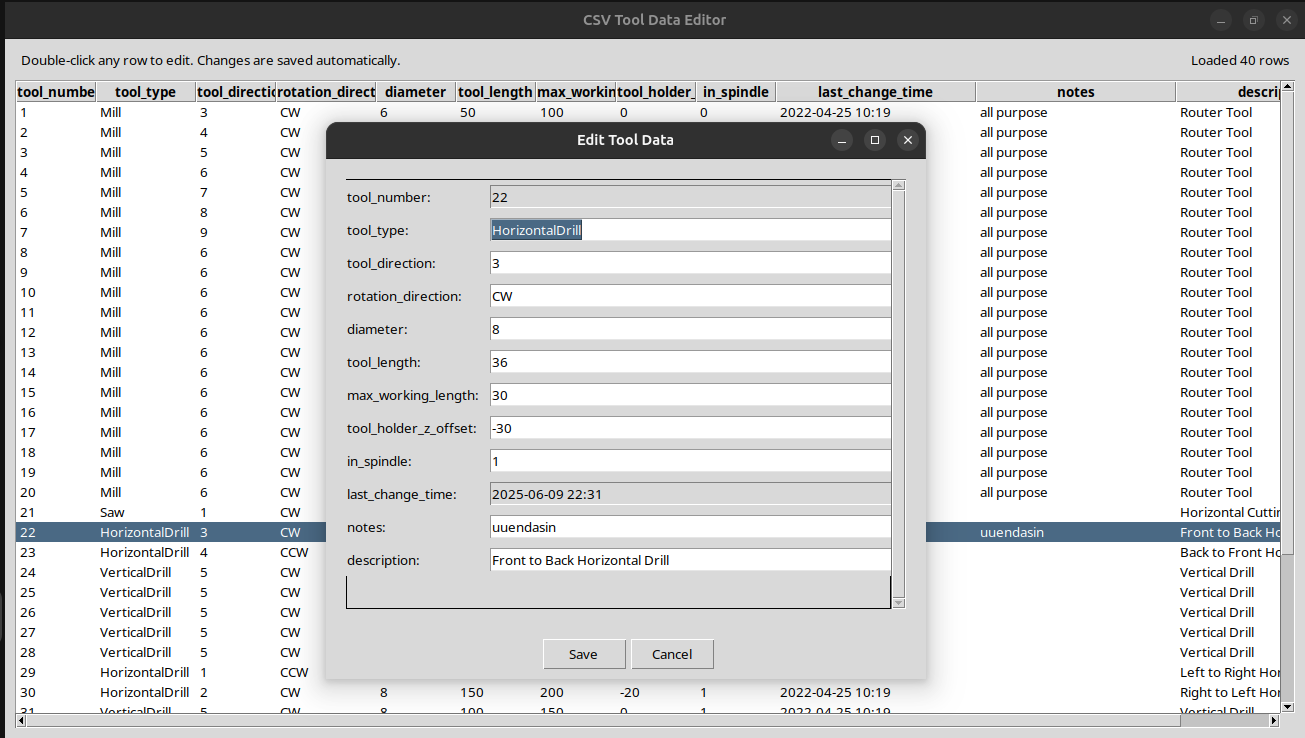 CSV Tool Data Editor
Double-click any row to edit. Changes are saved automatically. Loaded 40 rows
tool_numbe tool_type tool_directio rotation_direct diameter tool_length max_workin tool_holder_ in_spindle last_change_time notes descrip
1 Mill 3 CW 6 50 100 0 0 2022-04-25 10:19 all purpose Router Tool
2 Mill 4 CW all purpose Router Tool
3 Mill 5 CW all purpose Router Tool
4 Mill 6 CW all purpose Router Tool
5 Mill 7 CW all purpose Router Tool
6 Mill 8 CW all purpose Router Tool
7 Mill 9 CW all purpose Router Tool
8 Mill 6 CW all purpose Router Tool
9 Mill 6 CW all purpose Router Tool
10 Mill 6 CW all purpose Router Tool
11 Mill 6 CW all purpose Router Tool
12 Mill 6 CW all purpose Router Tool
13 Mill 6 CW all purpose Router Tool
14 Mill 6 CW all purpose Router Tool
15 Mill 6 CW all purpose Router Tool
16 Mill 6 CW all purpose Router Tool
17 Mill 6 CW all purpose Router Tool
18 Mill 6 CW all purpose Router Tool
19 Mill 6 CW all purpose Router Tool
20 Mill 6 CW all purpose Router Tool
21 Saw 1 CW Horizontal Cuttin
22 HorizontalDrill 3 CW uuendasin Front to Back Ho
23 HorizontalDrill 4 CCW Back to Front Ho
24 VerticalDrill 5 CW Vertical Drill
25 VerticalDrill 5 CW Vertical Drill
26 VerticalDrill 5 CW Vertical Drill
27 VerticalDrill 5 CW Vertical Drill
28 VerticalDrill 5 CW Vertical Drill
29 HorizontalDrill 1 CCW Left to Right Hor
30 HorizontalDrill 2 CW 8 150 200 -20 1 2022-04-25 10:19 Right to Left Hor
31 VerticalDrill 5 CW 8 100 150 0 1 2022-04-25 10:19 Vertical Drill
Edit Tool Data
tool_number: 22
tool_type: HorizontalDrill
tool_direction: 3
rotation_direction: CW
diameter: 8
tool_length: 36
max_working_length: 30
tool_holder_z_offset: -30
in_spindle: 1
last_change_time: 2025-06-09 22:31
notes: uuendasin
description: Front to Back Horizontal Drill
Save Cancel